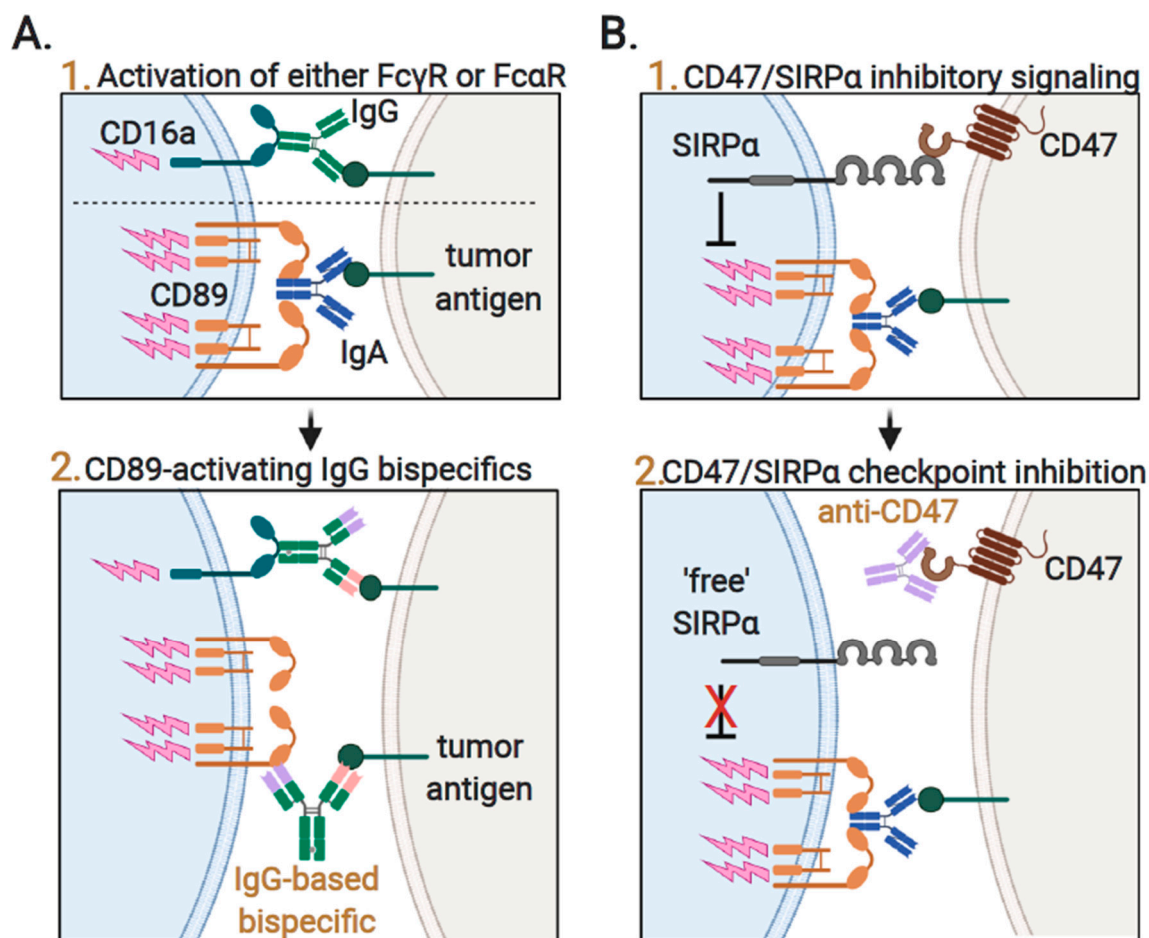 A.
1. Activation of either FcγR or FcαR
CD16a
IgG
CD89
tumor
antigen
IgA
2. CD89-activating IgG bispecifics
tumor
antigen
IgG-based
bispecific
B.
1. CD47/SIRPα inhibitory signaling
SIRPα
CD47
2. CD47/SIRPα checkpoint inhibition
anti-CD47
CD47
'free'
SIRPα
X